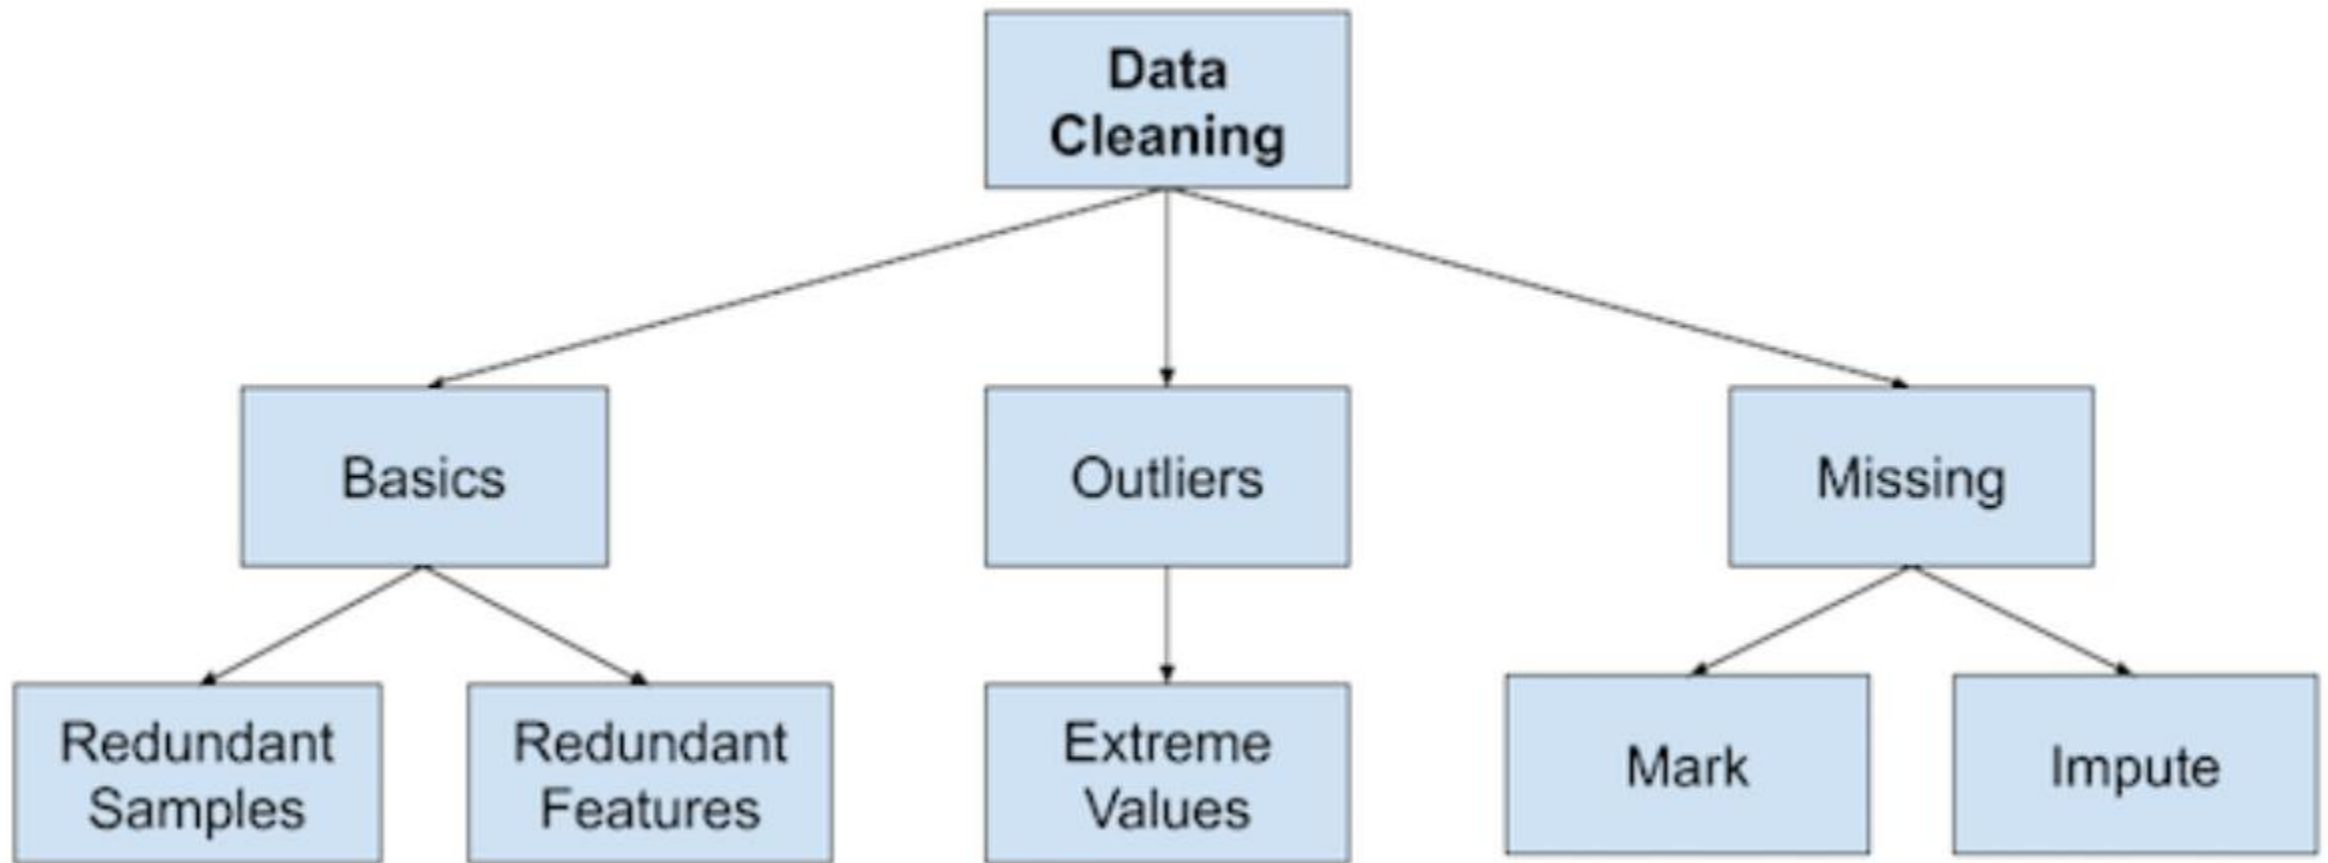 Data
Cleaning
Basics
Outliers
Missing
Redundant
Samples
Redundant
Features
Extreme
Values
Mark
Impute